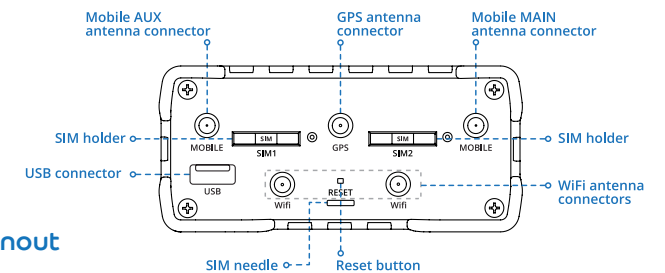 Mobile AUX
antenna connector
GPS antenna
connector
Mobile MAIN
antenna connector
SIM holder
MOBILE
SIM
SIM1
GPS
SIM
SIM2
MOBILE
SIM holder
USB connector
USB
Wifi
RESET
Wifi
WiFi antenna
connectors
nout
SIM needle
Reset button